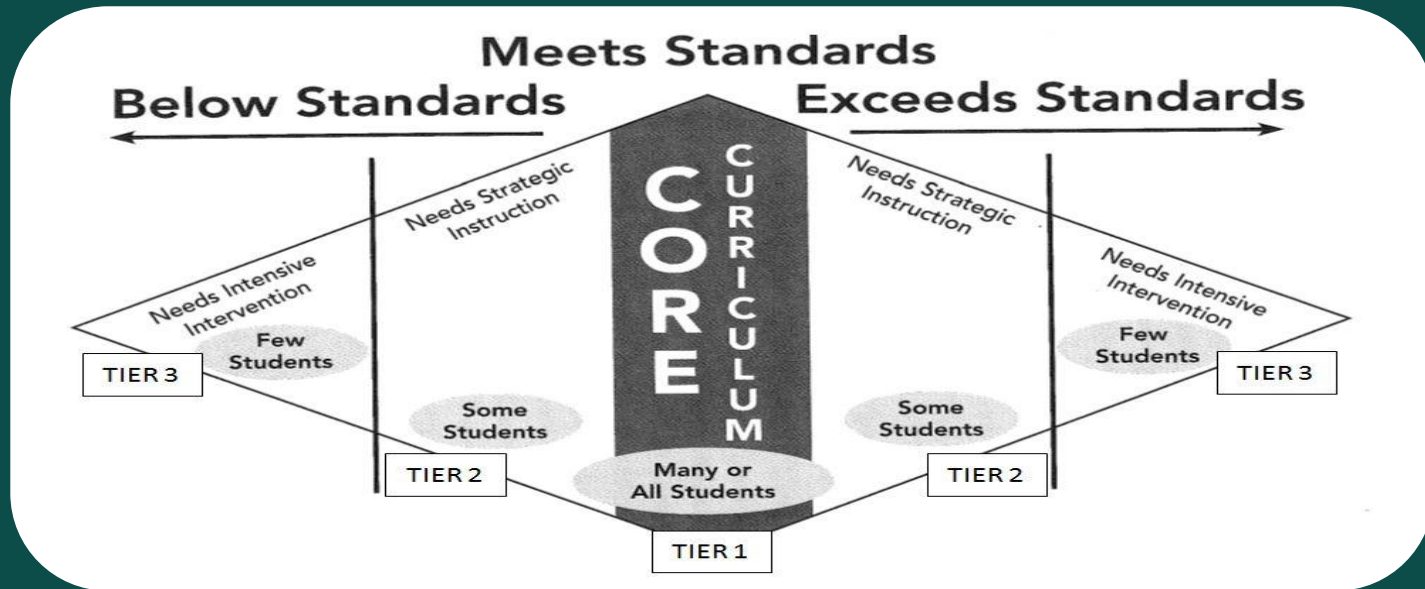 Meets Standards
Below Standards
Exceeds Standards
Needs Intensive
Intervention
Few
Students
TIER 3
Needs Strategic
Instruction
Some
Students
TIER 2
CORE
CURRICULUM
Many or
All Students
TIER 1
Needs Strategic
Instruction
Some
Students
TIER 2
Needs Intensive
Intervention
Few
Students
TIER 3